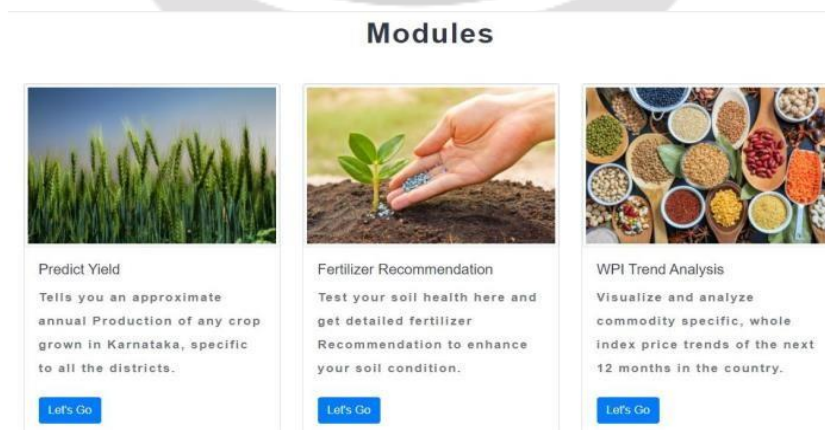 Modules
Predict Yield
Tells you an approximate
annual Production of any crop
grown in Karnataka, specific
to all the districts.
Let's Go
Fertilizer Recommendation
Test your soil health here and
get detailed fertilizer
Recommendation to enhance
your soil condition.
Let's Go
WPI Trend Analysis
Visualize and analyze
commodity specific, whole
index price trends of the next
12 months in the country.
Let's Go